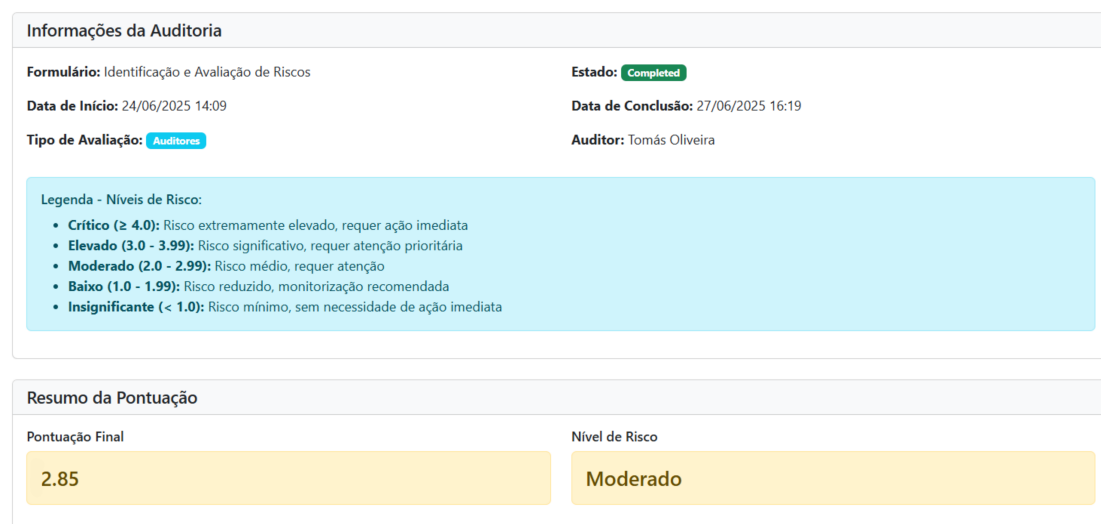 Informações da Auditoria
Formulário: Identificação e Avaliação de Riscos
Estado: Completed
Data de Início: 24/06/2025 14:09
Data de Conclusão: 27/06/2025 16:19
Tipo de Avaliação: Auditores
Auditor: Tomás Oliveira
Legenda - Níveis de Risco:
• Crítico (≥ 4.0): Risco extremamente elevado, requer ação imediata
• Elevado (3.0 - 3.99): Risco significativo, requer atenção prioritária
• Moderado (2.0 - 2.99): Risco médio, requer atenção
• Baixo (1.0 - 1.99): Risco reduzido, monitorização recomendada
• Insignificante (< 1.0): Risco mínimo, sem necessidade de ação imediata
Resumo da Pontuação
Pontuação Final
2.85
Nível de Risco
Moderado